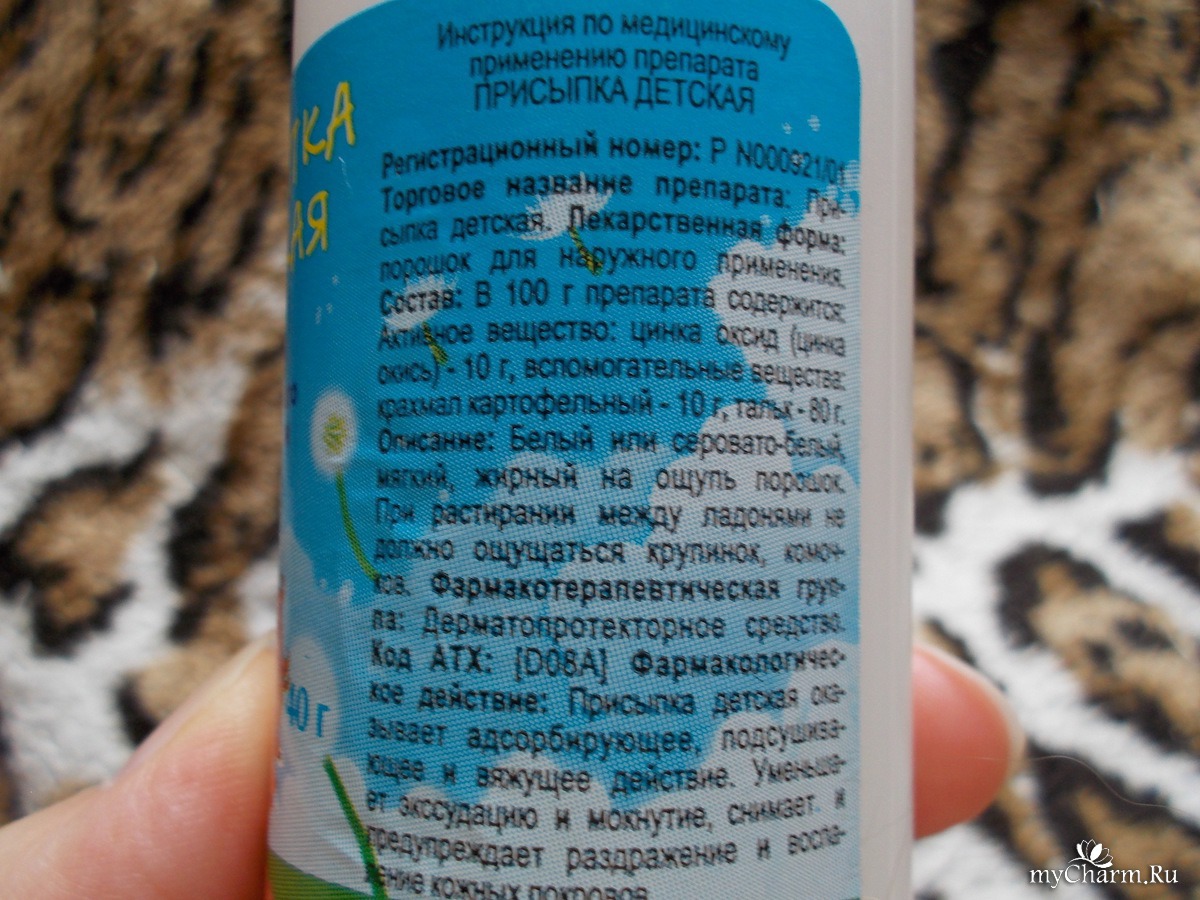 Инструкция по медицинскому
применению препарата
ПРИСЫПКА ДЕТСКАЯ
Регистрационный номер: Р N000921/01
Торговое название препарата: При-
сыпка детская. Лекарственная форма:
порошок для наружного применения.
Состав: В 100 г препарата содержится:
Активное вещество: цинка оксид (цинка
окись) - 10 г, вспомогательные вещества:
крахмал картофельный - 10 г, тальк - 80 г.
Описание: Белый или серовато-белый,
мягкий, жирный на ощупь порошок.
При растирании между ладонями не
должно ощущаться крупинок, комоч-
ков. Фармакотерапевтическая груп-
па: Дерматопротекторное средство.
Код АТХ: [D08A] Фармакологичес-
кое действие: Присыпка детская ока-
зывает адсорбирующее, подсушива-
ющее и вяжущее действие. Уменьша-
ет экссудацию и мокнутие, снимает и
предупреждает раздражение и воспа-
ление кожных покровов.
КА
АЯ
40 г
myCharm.Ru